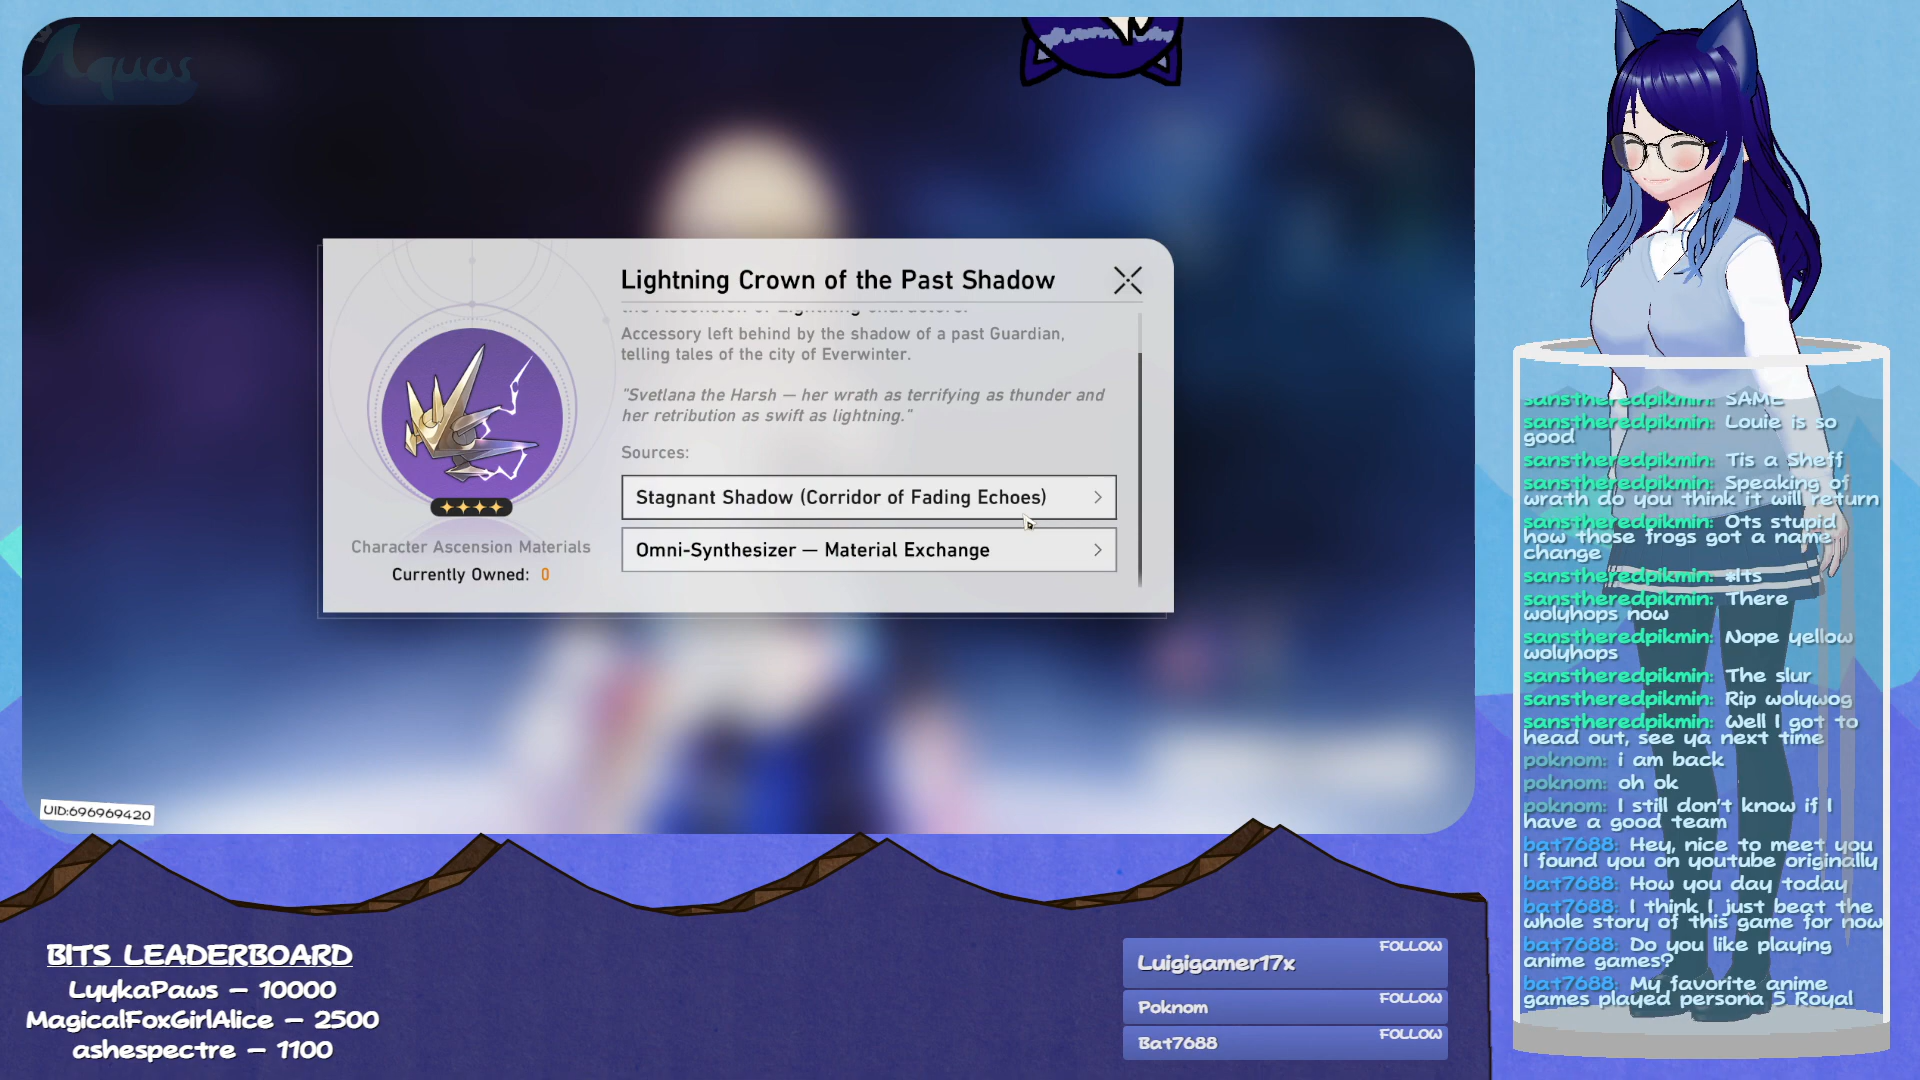 Aquas
Lightning Crown of the Past Shadow
the Ascension of Lightning characters.
Accessory left behind by the shadow of a past Guardian,
telling tales of the city of Everwinter.
"Svetlana the Harsh — her wrath as terrifying as thunder and
her retribution as swift as lightning."
Sources:
Stagnant Shadow (Corridor of Fading Echoes)
Omni-Synthesizer — Material Exchange
Character Ascension Materials
Currently Owned: 0
UID:696969420
BITS LEADERBOARD
LyykaPaws – 10000
MagicalFoxGirlAlice – 2500
ashespectre – 1100
Luigigamer17x FOLLOW
Poknom FOLLOW
Bat7688 FOLLOW
sanstheredpikmin: SAME
sanstheredpikmin: Louie is so
good
sanstheredpikmin: Tis a Sheff
sanstheredpikmin: Speaking of
wrath do you think it will return
sanstheredpikmin: Ots stupid
how those frogs got a name
change
sanstheredpikmin: *Its
sanstheredpikmin: There
wolyhops now
sanstheredpikmin: Nope yellow
wolyhops
sanstheredpikmin: The slur
sanstheredpikmin: Rip wolywog
sanstheredpikmin: Well I got to
head out, see ya next time
poknom: i am back
poknom: oh ok
poknom: I still don't know if I
have a good team
bat7688: Hey, nice to meet you
I found you on youtube originally
bat7688: How you day today
bat7688: I think I just beat the
whole story of this game for now
bat7688: Do you like playing
anime games?
bat7688: My favorite anime
games played persona 5 Royal